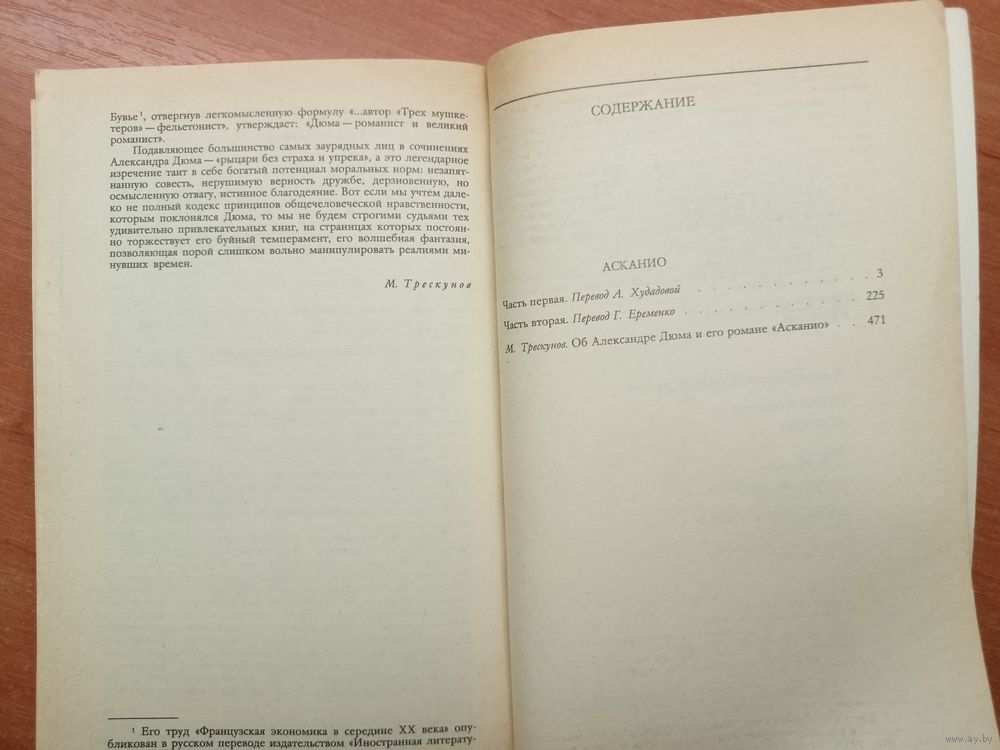 Бувье¹, отвергнув легкомысленную формулу «...автор «Трех мушке-
теров» — фельетонист», утверждает: «Дюма — романист и великий
романист».
Подавляющее большинство самых заурядных лиц в сочинениях
Александра Дюма — «рыцари без страха и упрека», а это легендарное
изречение таит в себе богатый потенциал моральных норм: незапят-
нанную совесть, нерушимую верность дружбе, дерзновенную, но
осмысленную отвагу, истинное благодеяние. Вот если мы учтем дале-
ко не полный кодекс принципов общечеловеческой нравственности,
которым поклонялся Дюма, то мы не будем строгими судьями тех
удивительно привлекательных книг, на страницах которых постоян-
но торжествует его буйный темперамент, его волшебная фантазия,
позволяющая порой слишком вольно манипулировать реалиями ми-
нувших времен.
М. Трескунов
¹ Его труд «Французская экономика в середине XX века» опу-
бликован в русском переводе издательством «Иностранная литерату-
СОДЕРЖАНИЕ
АСКАНИО
Часть первая. Перевод А. Худадовой . . . . . . . . 3
Часть вторая. Перевод Г. Еременко . . . . . . . . . 225
М. Трескунов. Об Александре Дюма и его романе «Асканио» . . 471
www.ay.by